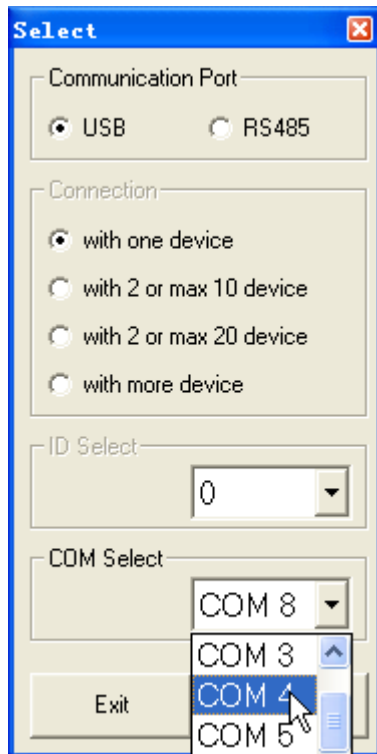 Select
Communication Port
USB RS485
Connection
with one device
with 2 or max 10 device
with 2 or max 20 device
with more device
ID Select
0
COM Select
COM 8
COM 3
Exit COM 4
COM 5